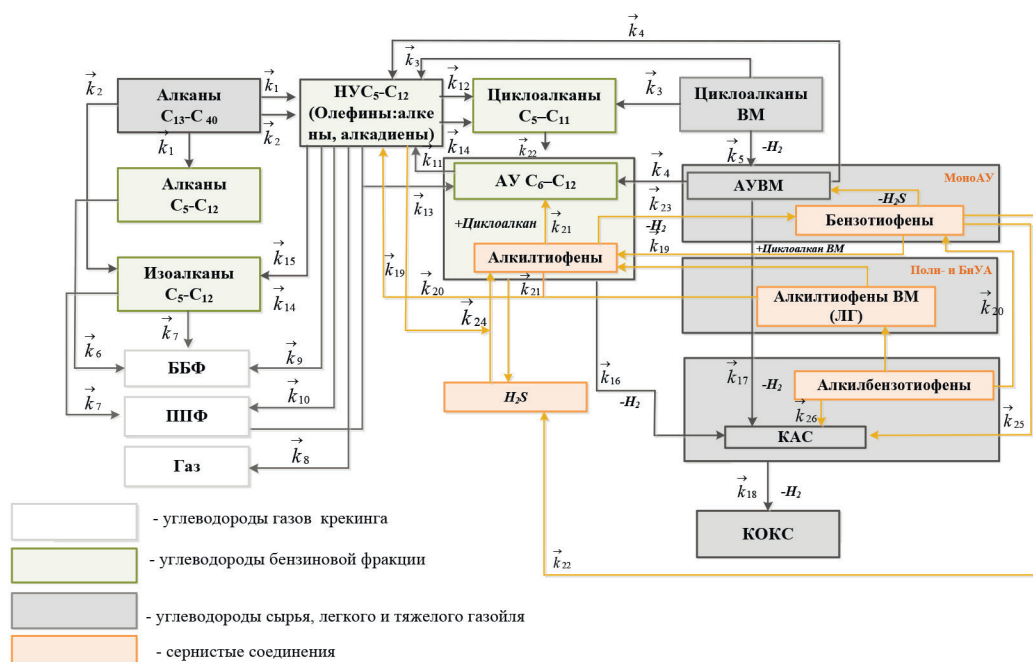 k₄
k₃
k₂
k₁
k₂
k₁
Алканы
C₁₃-C₄₀
НУС₅-С₁₂
(Олефины:алке
ны, алкадиены)
k₁₂
k₁₄
Циклоалканы
C₅–C₁₁
k₃
Циклоалканы
ВМ
k₂₂
k₅
-H₂
k₁₁
Алканы
C₅-C₁₂
АУ C₆–C₁₂
k₄
АУВМ
МоноАУ
k₁₃
+Циклоалкан
k₂₁
k₂₃
-H₂
k₁₉
-H₂S
Бензотиофены
+Циклоалкан ВМ
Алкилтиофены
Изоалканы
C₅-C₁₂
k₁₅
k₁₄
k₁₉
k₂₀
k₂₁
Поли- и БиУА
Алкилтиофены ВМ
(ЛГ)
k₂₀
k₂₄
k₇
k₆
ББФ
k₉
k₁₆
-H₂
k₁₇
-H₂
Алкилбензотиофены
k₇
ППФ
k₁₀
H₂S
k₂₆
k₂₅
КАС
Газ
k₈
k₁₈
-H₂
КОКС
k₂₂
- углеводороды газов крекинга
- углеводороды бензиновой фракции
- углеводороды сырья, легкого и тяжелого газойля
- сернистые соединения